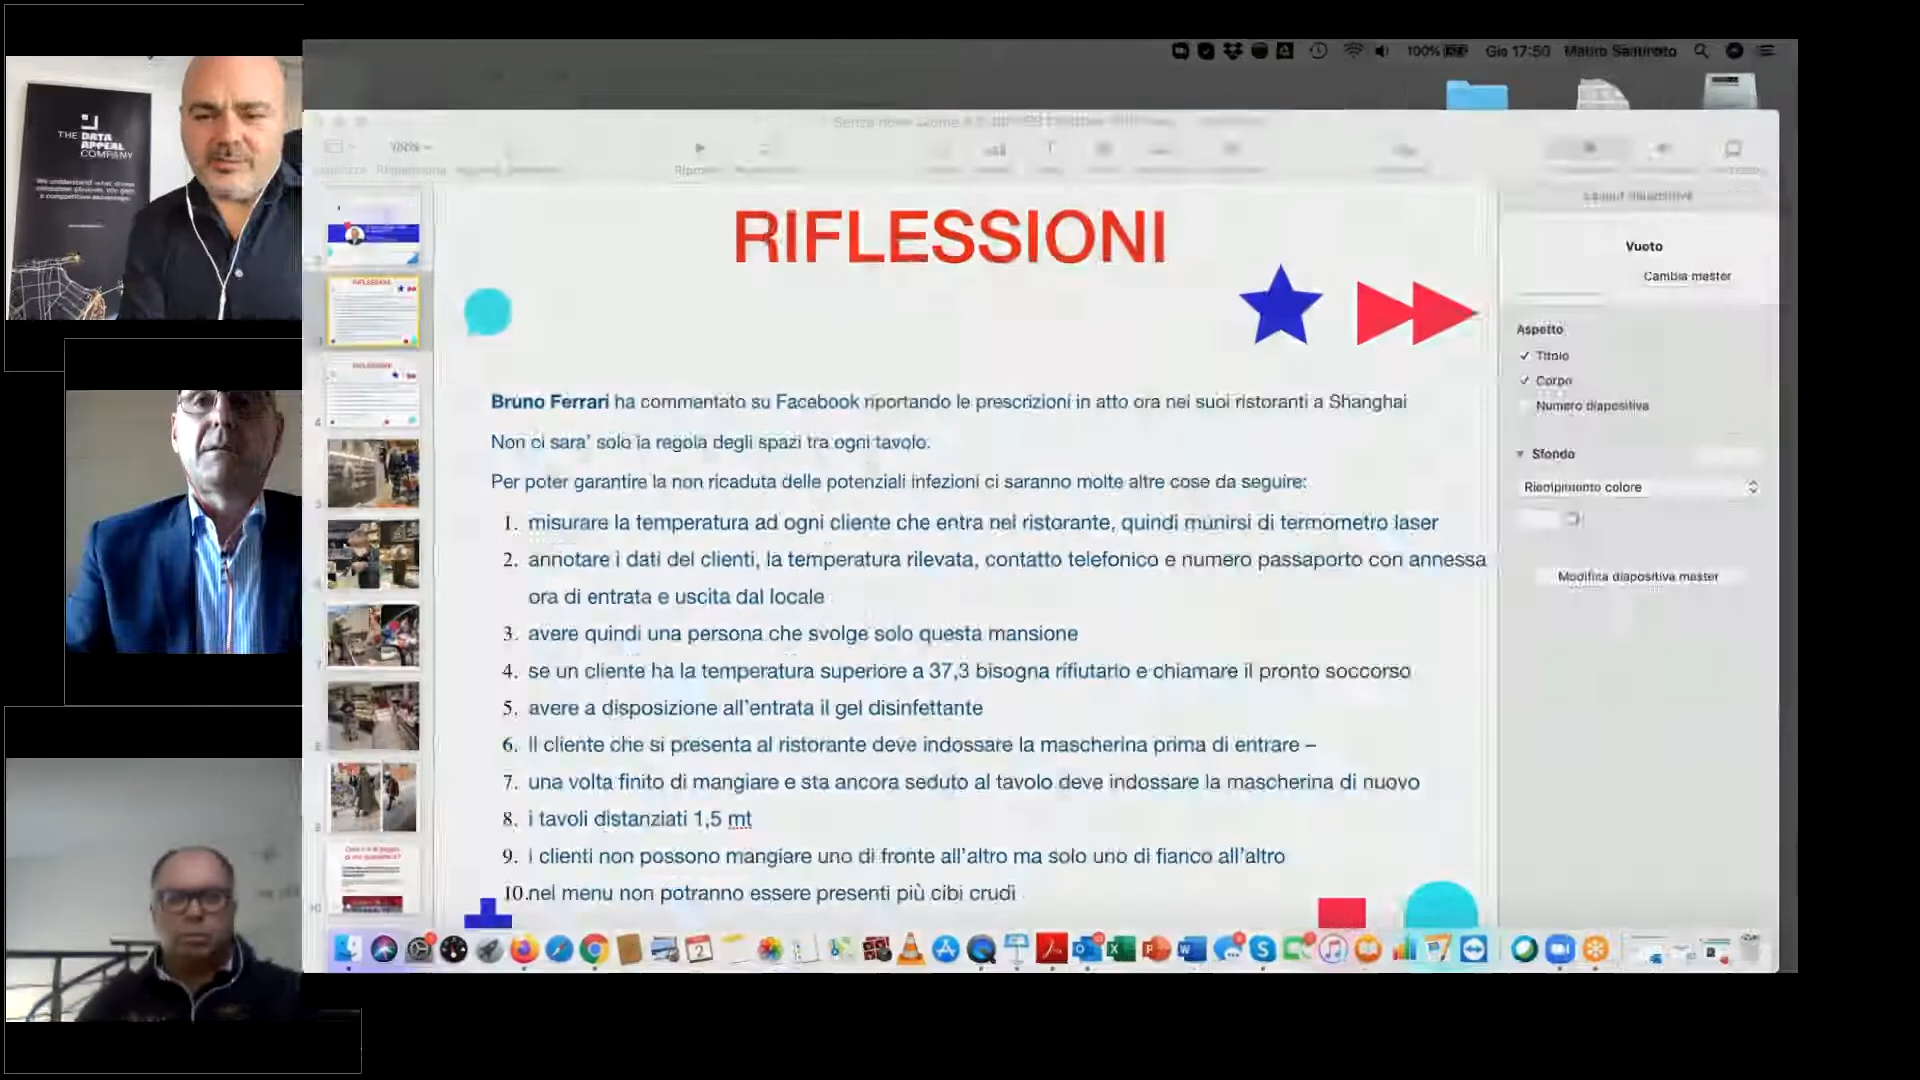 100%
Gio 17:50
THE DATA
APPEAL
COMPANY
RIFLESSIONI
Bruno Ferrari ha commentato su Facebook riportando le prescrizioni in atto ora nei suoi ristoranti a Shanghai
Non ci sara' solo la regola degli spazi tra ogni tavolo.
Per poter garantire la non ricaduta delle potenziali infezioni ci saranno molte altre cose da seguire:
1. misurare la temperatura ad ogni cliente che entra nel ristorante, quindi munirsi di termometro laser
2. annotare i dati del clienti, la temperatura rilevata, contatto telefonico e numero passaporto con annessa
ora di entrata e uscita dal locale
3. avere quindi una persona che svolge solo questa mansione
4. se un cliente ha la temperatura superiore a 37,3 bisogna rifiutarlo e chiamare il pronto soccorso
5. avere a disposizione all'entrata il gel disinfettante
6. Il cliente che si presenta al ristorante deve indossare la mascherina prima di entrare –
7. una volta finito di mangiare e sta ancora seduto al tavolo deve indossare la mascherina di nuovo
8. i tavoli distanziati 1,5 mt
9. i clienti non possono mangiare uno di fronte all'altro ma solo uno di fianco all'altro
10.nel menu non potranno essere presenti più cibi crudi
Layout diapositiva
Vuoto
Cambia master
Aspetto
Titolo
Corpo
Numero diapositiva
Sfondo
Riempimento colore
Modifica diapositiva master